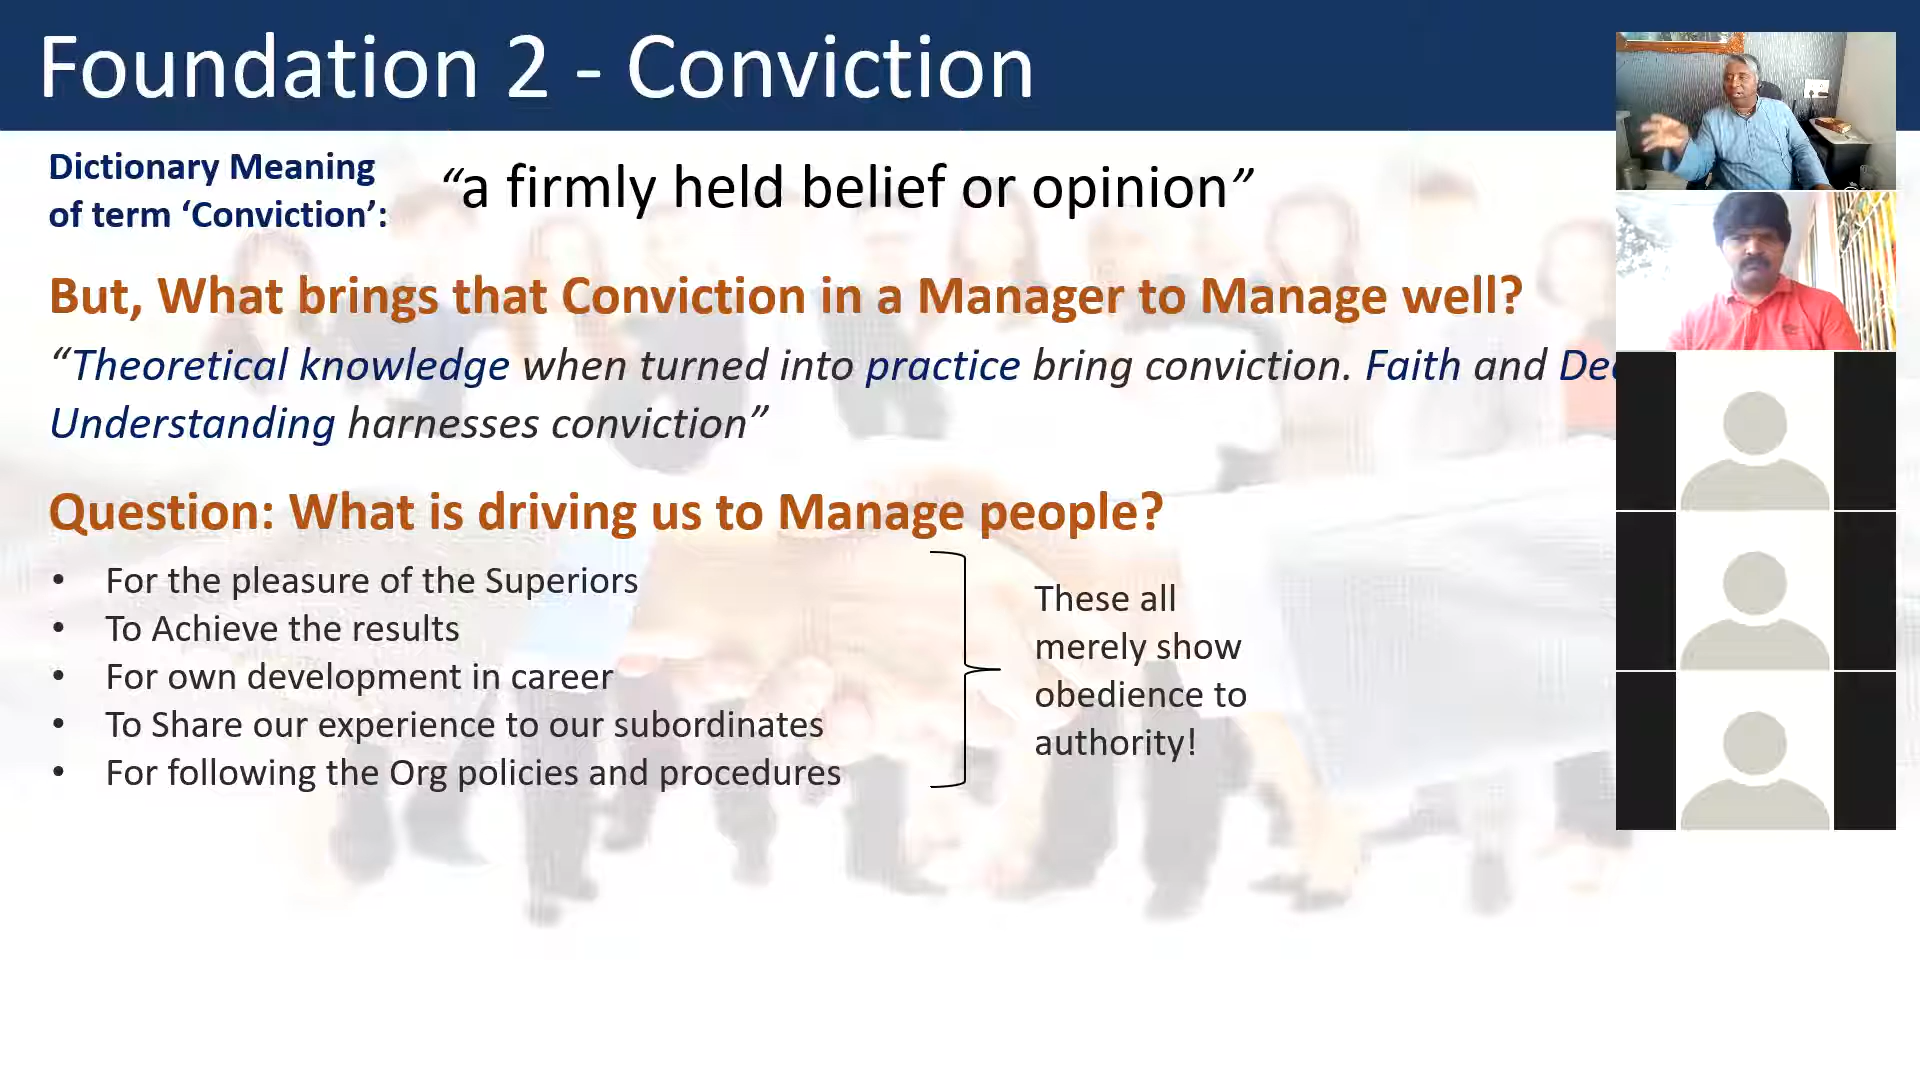 Foundation 2 - Conviction
Dictionary Meaning
of term ‘Conviction’:
“a firmly held belief or opinion”
But, What brings that Conviction in a Manager to Manage well?
“Theoretical knowledge when turned into practice bring conviction. Faith and
Understanding harnesses conviction”
Question: What is driving us to Manage people?
• For the pleasure of the Superiors
• To Achieve the results
• For own development in career
• To Share our experience to our subordinates
• For following the Org policies and procedures
These all
merely show
obedience to
authority!